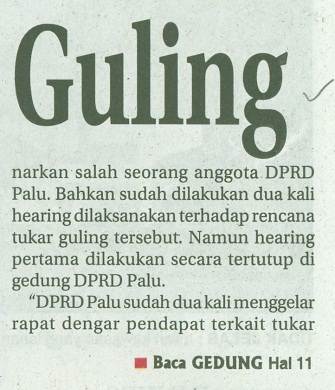 Guling
narkan salah seorang anggota DPRD
Palu. Bahkan sudah dilakukan dua kali
hearing dilaksanakan terhadap rencana
tukar guling tersebut. Namun hearing
pertama dilakukan secara tertutup di
gedung DPRD Palu.
“DPRD Palu sudah dua kali menggelar
rapat dengar pendapat terkait tukar
Baca GEDUNG Hal 11